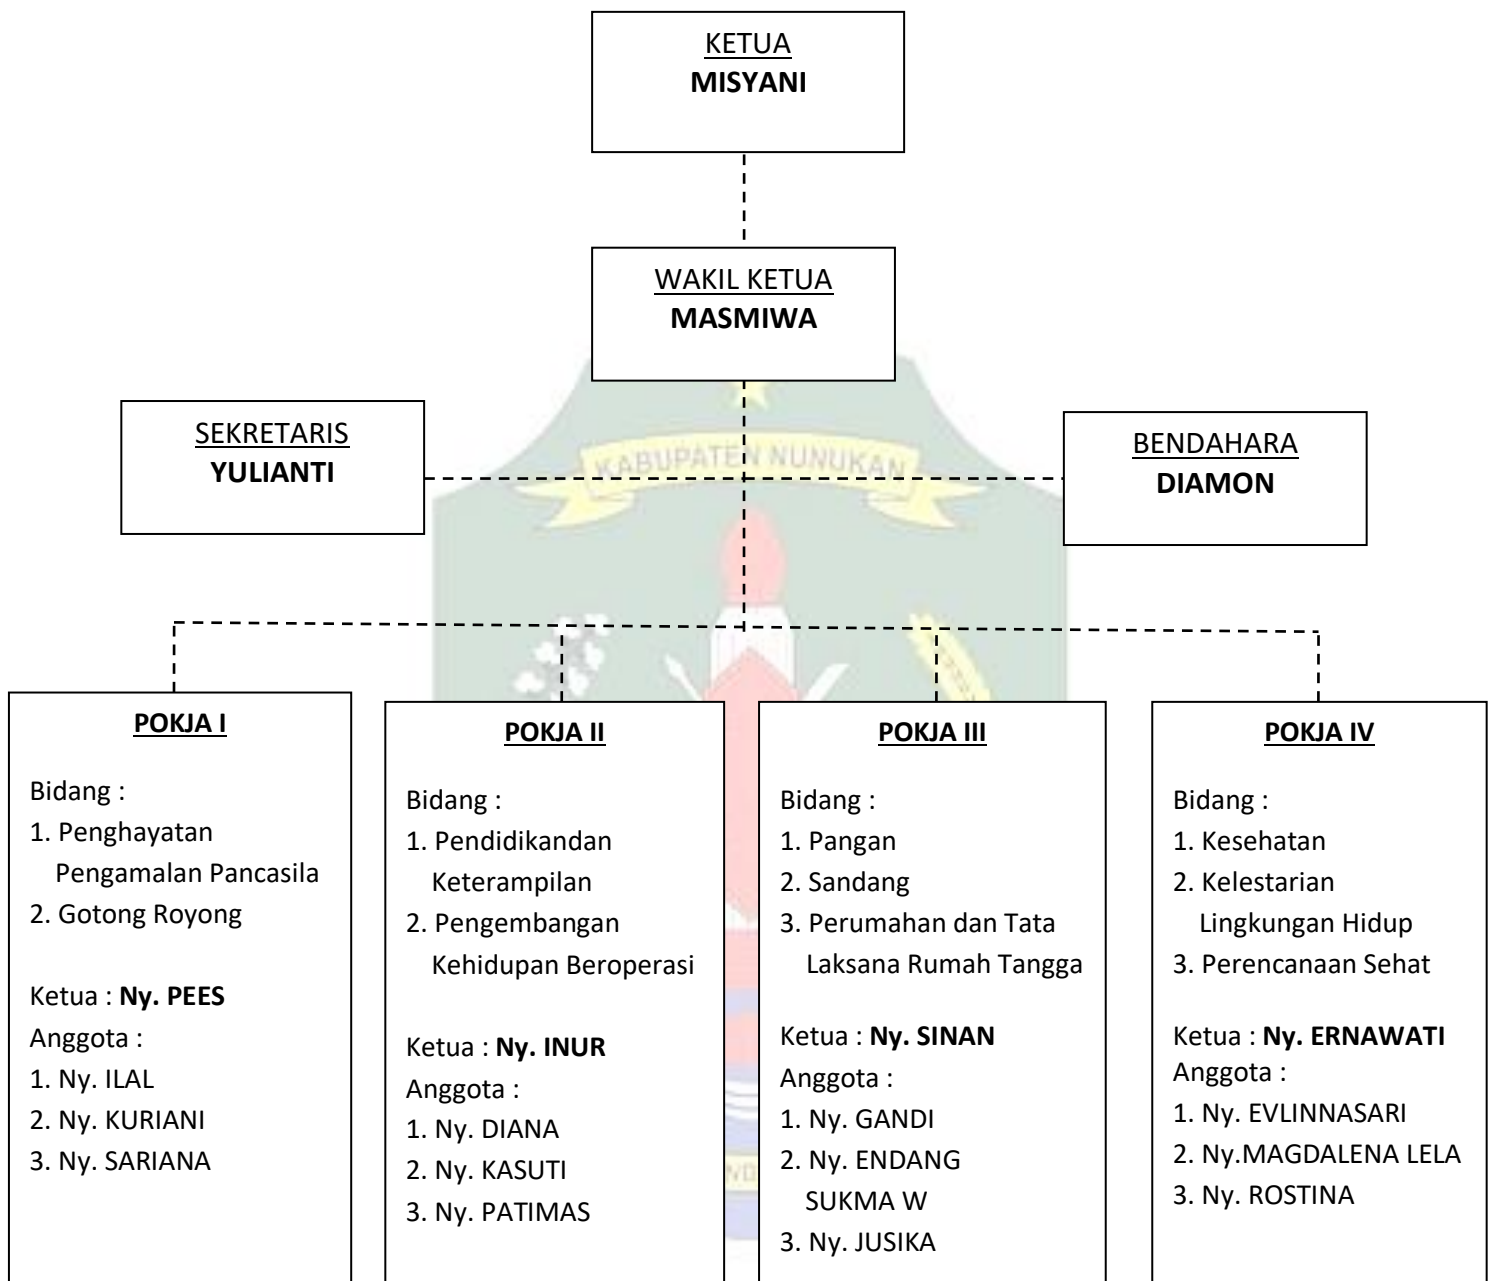 KETUA
MISYANI
WAKIL KETUA
MASMIWA
SEKRETARIS
YULIANTI
BENDAHARA
DIAMON
KABUPATEN NUNUKAN
POKJA I
Bidang :
1. Penghayatan
Pengamalan Pancasila
2. Gotong Royong
Ketua : Ny. PEES
Anggota :
1. Ny. ILAL
2. Ny. KURIANI
3. Ny. SARIANA
POKJA II
Bidang :
1. Pendidikandan
Keterampilan
2. Pengembangan
Kehidupan Beroperasi
Ketua : Ny. INUR
Anggota :
1. Ny. DIANA
2. Ny. KASUTI
3. Ny. PATIMAS
POKJA III
Bidang :
1. Pangan
2. Sandang
3. Perumahan dan Tata
Laksana Rumah Tangga
Ketua : Ny. SINAN
Anggota :
1. Ny. GANDI
2. Ny. ENDANG
SUKMA W
3. Ny. JUSIKA
POKJA IV
Bidang :
1. Kesehatan
2. Kelestarian
Lingkungan Hidup
3. Perencanaan Sehat
Ketua : Ny. ERNAWATI
Anggota :
1. Ny. EVLINNASARI
2. Ny.MAGDALENA LELA
3. Ny. ROSTINA